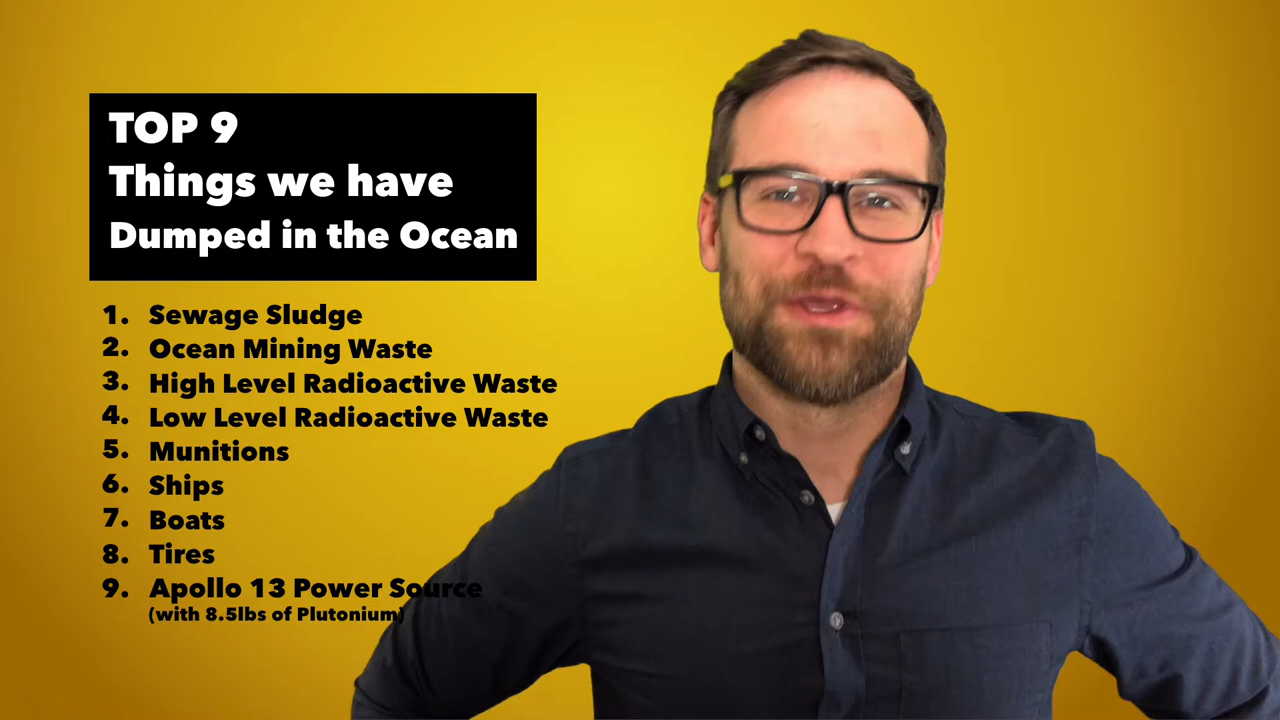 TOP 9
Things we have
Dumped in the Ocean
1. Sewage Sludge
2. Ocean Mining Waste
3. High Level Radioactive Waste
4. Low Level Radioactive Waste
5. Munitions
6. Ships
7. Boats
8. Tires
9. Apollo 13 Power Source
(with 8.5lbs of Plutonium)